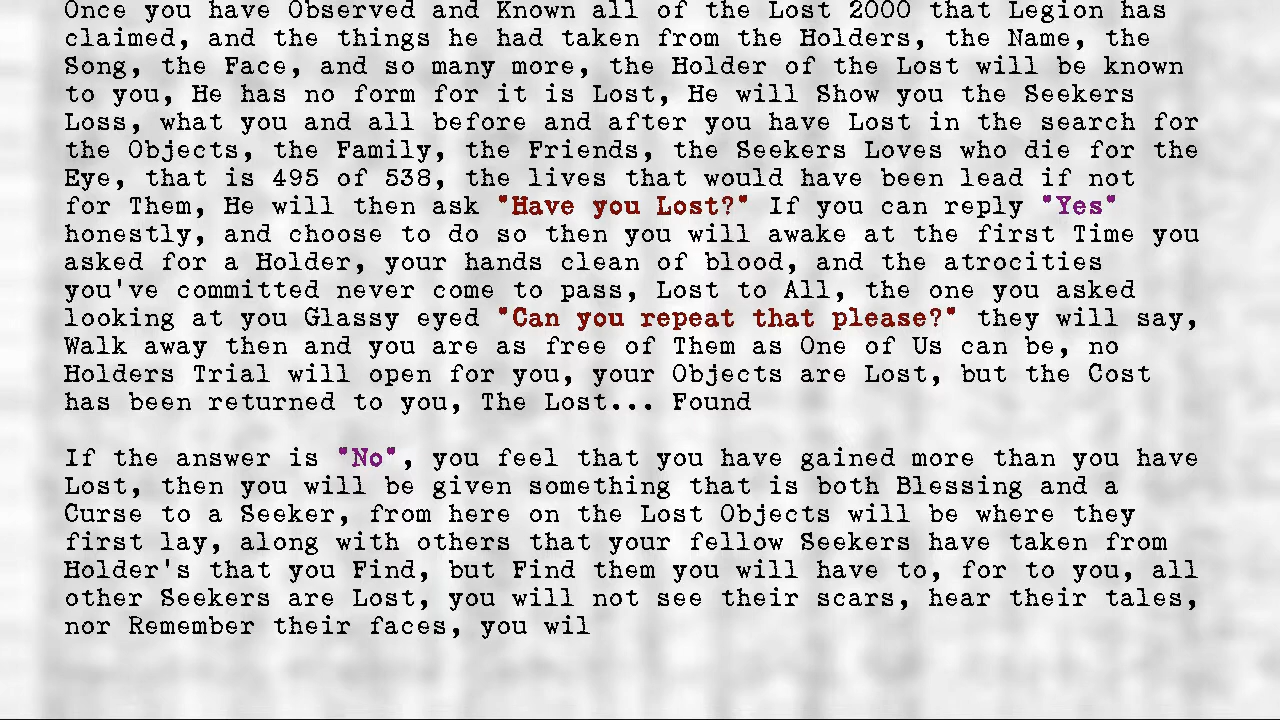 Once you have Observed and Known all of the Lost 2000 that Legion has
claimed, and the things he had taken from the Holders, the Name, the
Song, the Face, and so many more, the Holder of the Lost will be known
to you, He has no form for it is Lost, He will Show you the Seekers
Loss, what you and all before and after you have Lost in the search for
the Objects, the Family, the Friends, the Seekers Loves who die for the
Eye, that is 495 of 538, the lives that would have been lead if not
for Them, He will then ask "Have you Lost?" If you can reply "Yes"
honestly, and choose to do so then you will awake at the first Time you
asked for a Holder, your hands clean of blood, and the atrocities
you've committed never come to pass, Lost to All, the one you asked
looking at you Glassy eyed "Can you repeat that please?" they will say,
Walk away then and you are as free of Them as One of Us can be, no
Holders Trial will open for you, your Objects are Lost, but the Cost
has been returned to you, The Lost... Found
If the answer is "No", you feel that you have gained more than you have
Lost, then you will be given something that is both Blessing and a
Curse to a Seeker, from here on the Lost Objects will be where they
first lay, along with others that your fellow Seekers have taken from
Holder's that you Find, but Find them you will have to, for to you, all
other Seekers are Lost, you will not see their scars, hear their tales,
nor Remember their faces, you wil